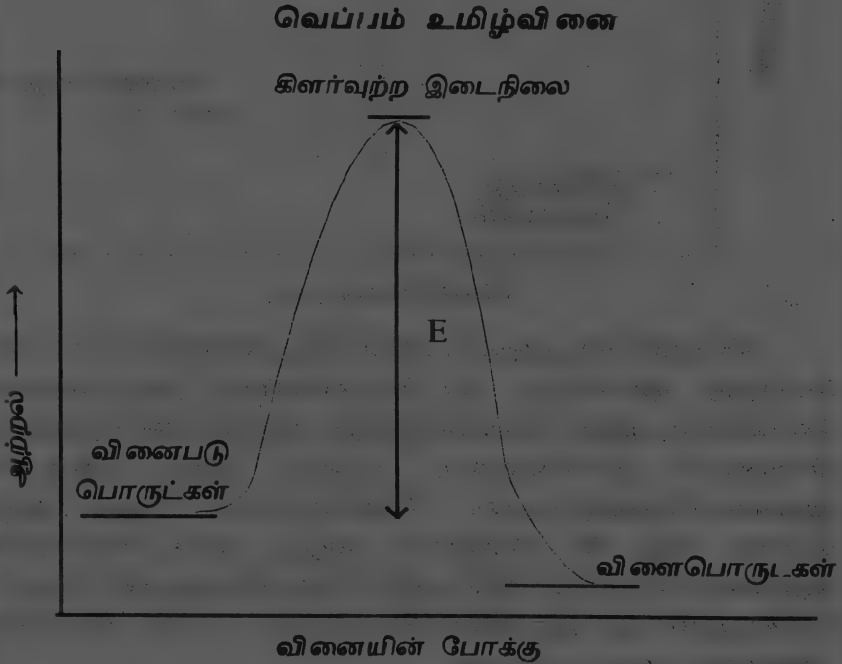 வெப்பம் உமிழ்வினை
கிளர்வுற்ற இடைநிலை
E
ஆற்றல்
வினைபடு
பொருட்கள்
விளைபொருட்கள்
வினையின் போக்கு